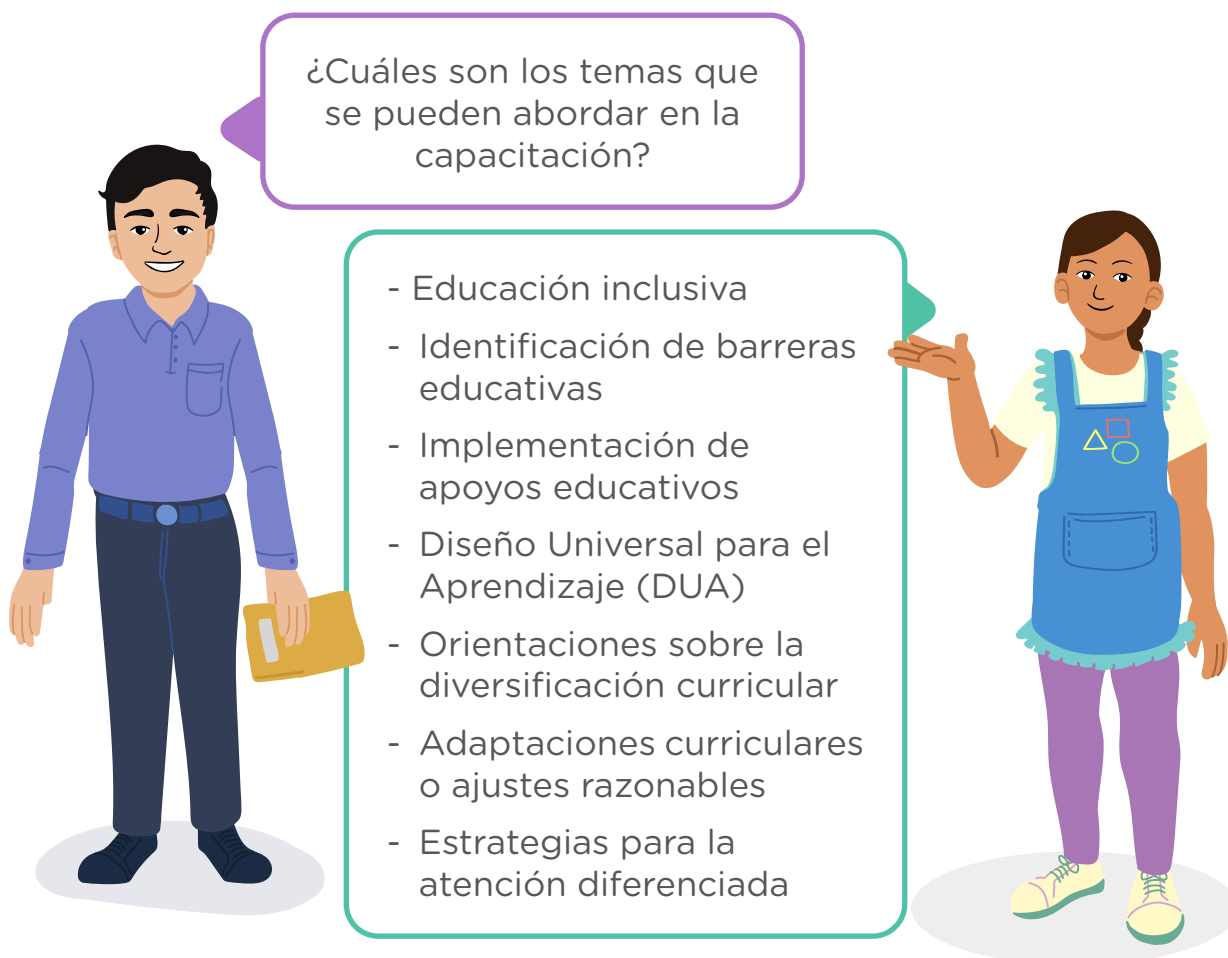 ¿Cuáles son los temas que
se pueden abordar en la
capacitación?
- Educación inclusiva
- Identificación de barreras
educativas
- Implementación de
apoyos educativos
- Diseño Universal para el
Aprendizaje (DUA)
- Orientaciones sobre la
diversificación curricular
- Adaptaciones curriculares
o ajustes razonables
- Estrategias para la
atención diferenciada